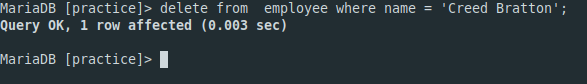 MariaDB [practice]> delete from  employee where name = 'Creed Bratton';
Query OK, 1 row affected (0.003 sec)
MariaDB [practice]>